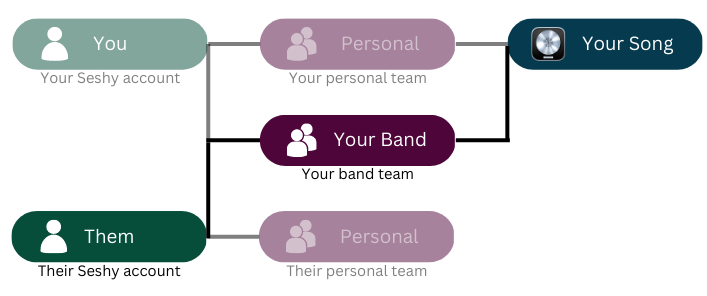 You
Personal
Your Song
Your Seshy account
Your personal team
Your Band
Your band team
Them
Personal
Their Seshy account
Their personal team